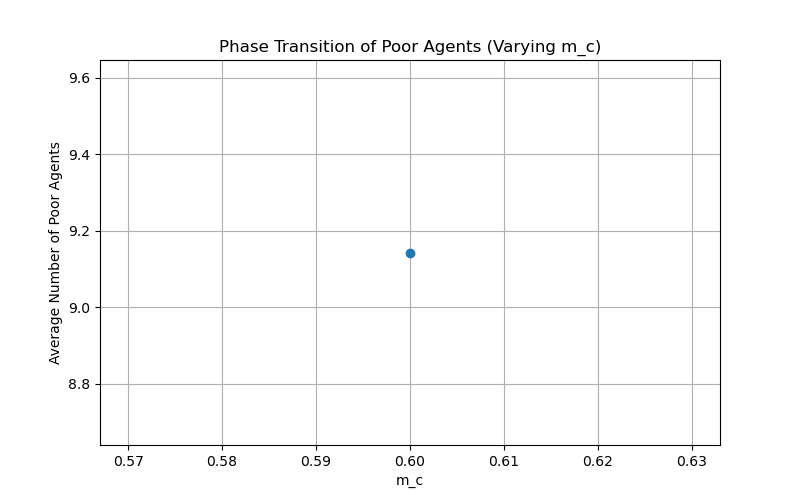 Phase Transition of Poor Agents (Varying m_c)
Average Number of Poor Agents
9.6
9.4
9.2
9.0
8.8
0.57 0.58 0.59 0.60 0.61 0.62 0.63
m_c